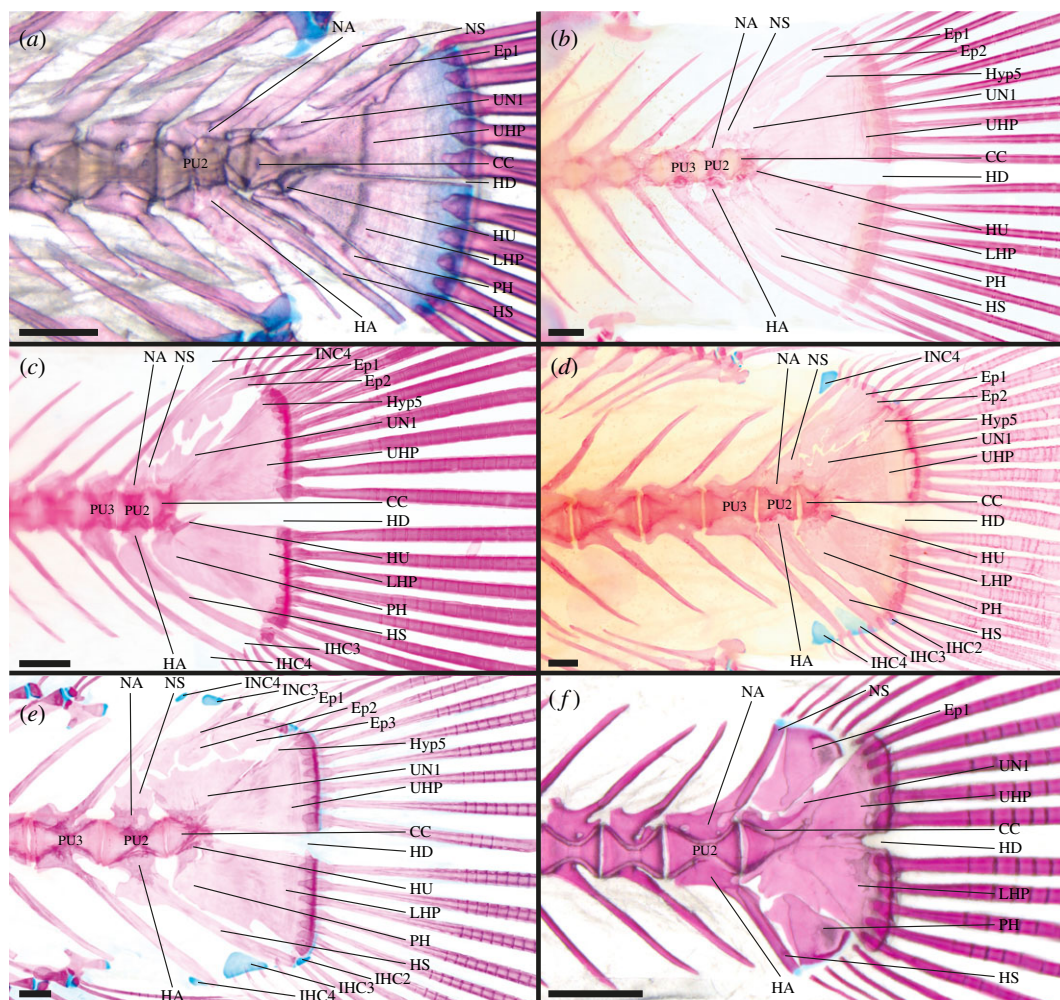 (a)
NA
NS
Ep1
UN1
UHP
PU2
CC
HD
HU
LHP
PH
HS
HA
(b)
NA
NS
Ep1
Ep2
Hyp5
UN1
UHP
PU3
PU2
CC
HD
HU
LHP
PH
HS
HA
(c)
NA
NS
INC4
Ep1
Ep2
Hyp5
UN1
UHP
PU3
PU2
CC
HD
HU
LHP
PH
HS
HA
IHC3
IHC4
(d)
NA
NS
INC4
Ep1
Ep2
Hyp5
UN1
UHP
PU3
PU2
CC
HD
HU
LHP
PH
HS
HA
IHC2
IHC3
IHC4
(e)
NA
NS
INC4
INC3
Ep1
Ep2
Ep3
Hyp5
UN1
UHP
PU3
PU2
CC
HD
HU
LHP
PH
HS
HA
IHC2
IHC3
IHC4
(f)
NA
NS
Ep1
UN1
UHP
CC
PU2
HD
LHP
PH
HA
HS